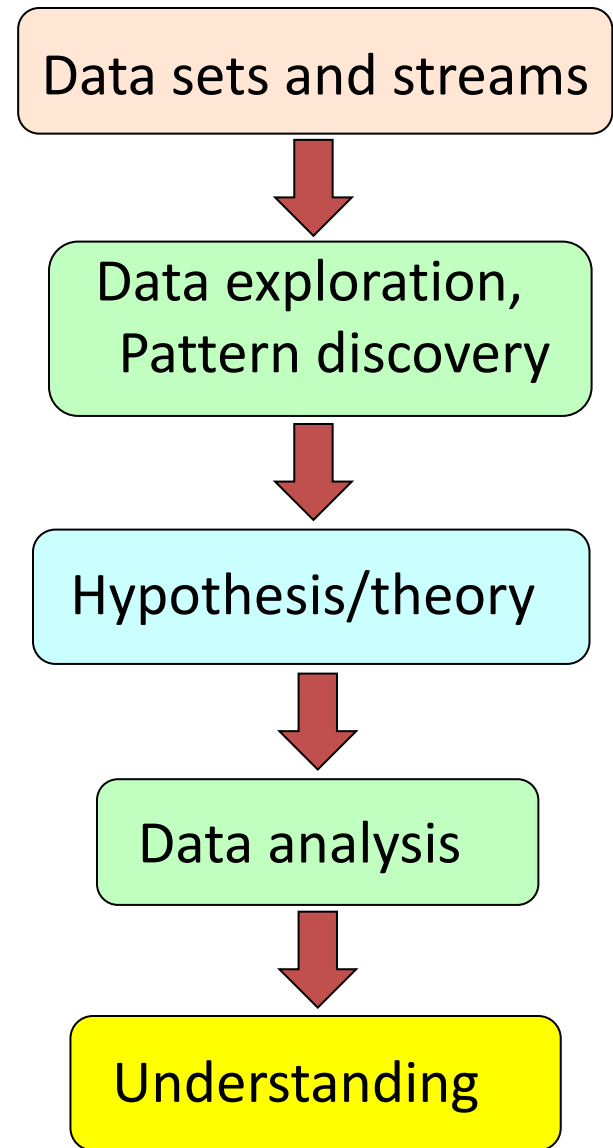 Data sets and streams
Data exploration,
Pattern discovery
Hypothesis/theory
Data analysis
Understanding